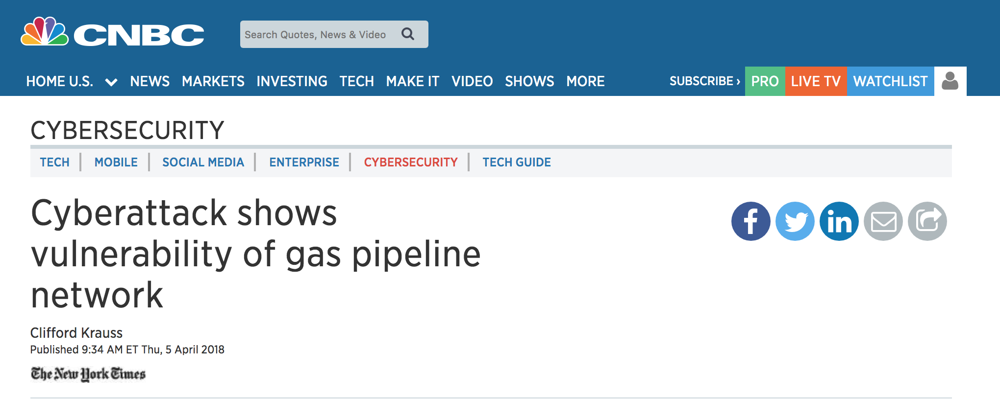 CNBC
Search Quotes, News & Video
HOME U.S. NEWS MARKETS INVESTING TECH MAKE IT VIDEO SHOWS MORE SUBSCRIBE › PRO LIVE TV WATCHLIST
CYBERSECURITY
TECH MOBILE SOCIAL MEDIA ENTERPRISE CYBERSECURITY TECH GUIDE
Cyberattack shows
vulnerability of gas pipeline
network
Clifford Krauss
Published 9:34 AM ET Thu, 5 April 2018
The New York Times